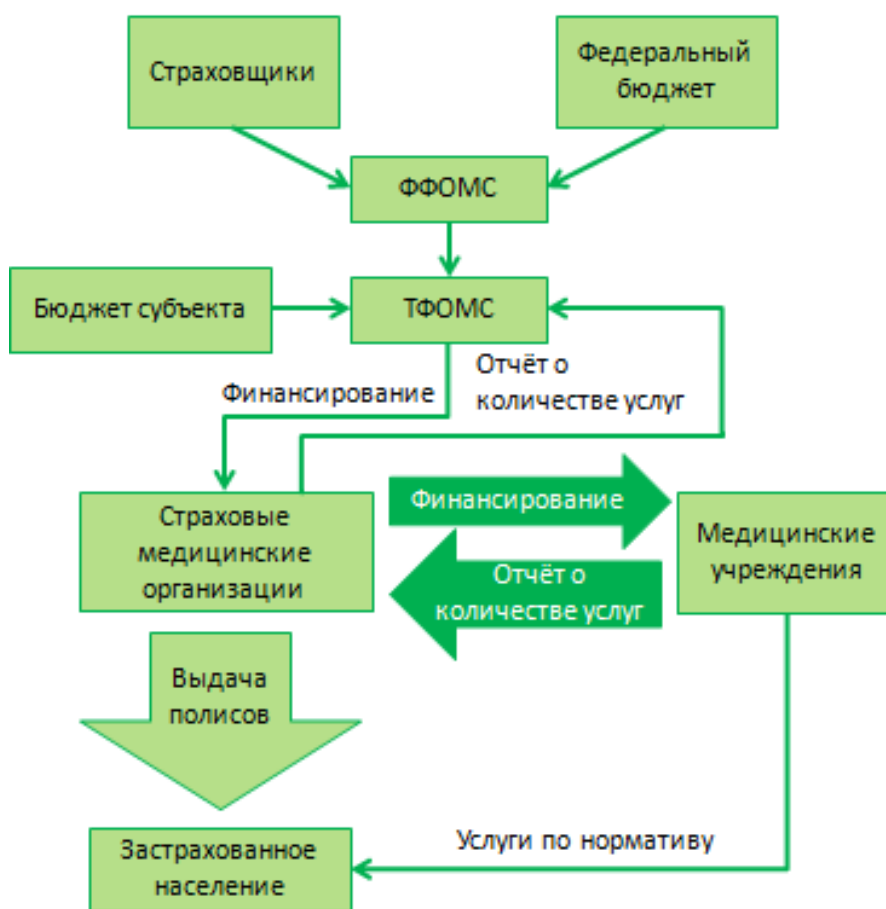 Страховщики
Федеральный
бюджет
ФФОМС
Бюджет субъекта
ТФОМС
Финансирование
Отчёт о
количестве услуг
Страховые
медицинские
организации
Финансирование
Отчёт о
количестве услуг
Медицинские
учреждения
Выдача
полисов
Застрахованное
население
Услуги по нормативу